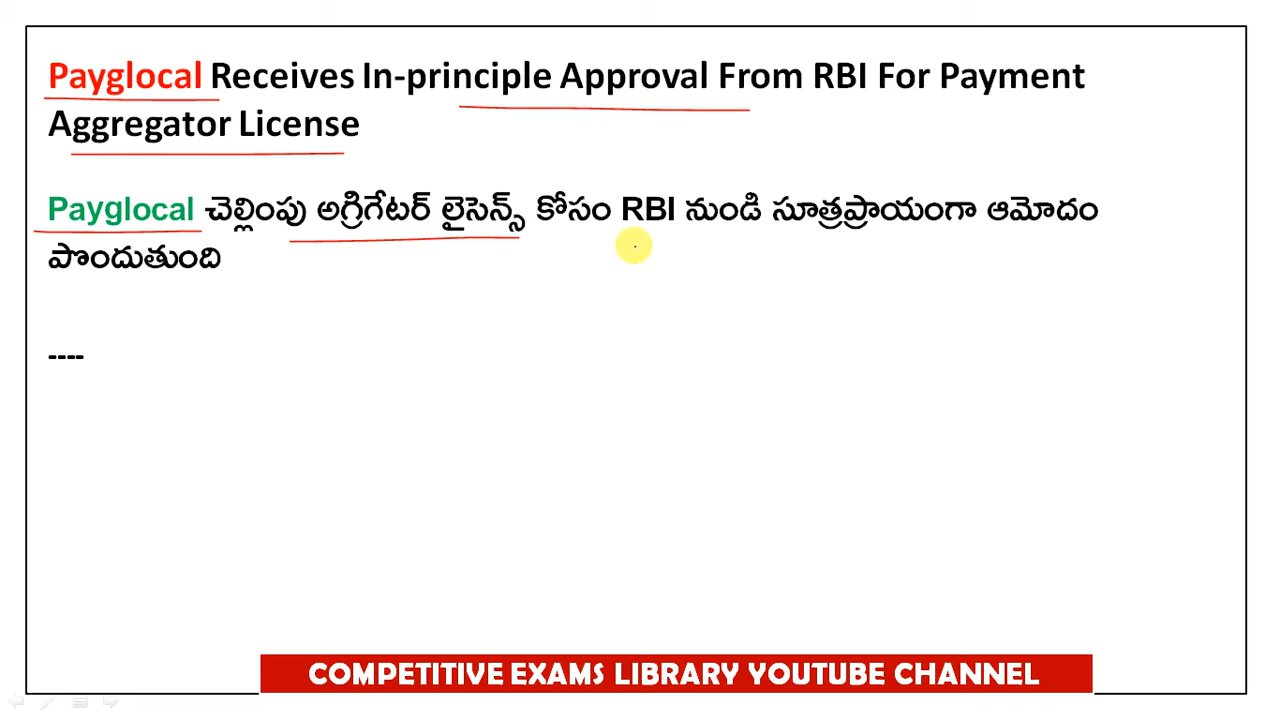 Payglocal Receives In-principle Approval From RBI For Payment
Aggregator License
Payglocal చెల్లింపు అగ్రిగేటర్ లైసెన్స్ కోసం RBI నుండి సూత్రప్రాయంగా ఆమోదం
పొందుతుంది
----
COMPETITIVE EXAMS LIBRARY YOUTUBE CHANNEL